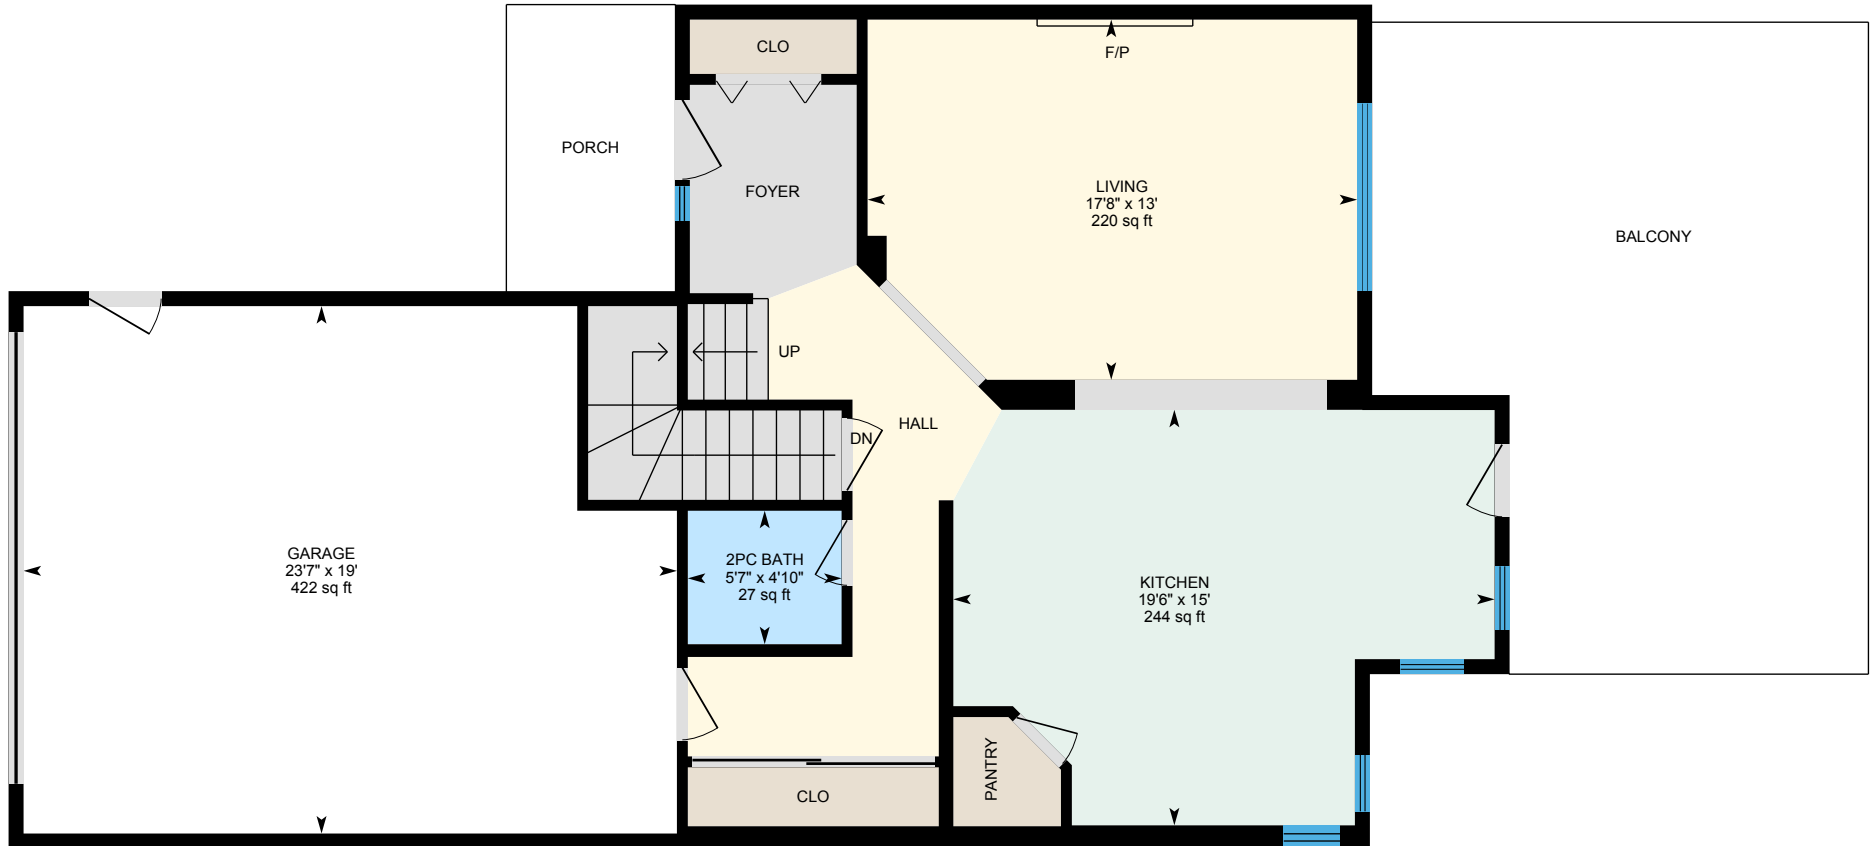 CLO
F/P
PORCH
FOYER
LIVING
17'8" x 13'
220 sq ft
BALCONY
UP
HALL
DN
GARAGE
23'7" x 19'
422 sq ft
2PC BATH
5'7" x 4'10"
27 sq ft
KITCHEN
19'6" x 15'
244 sq ft
PANTRY
CLO